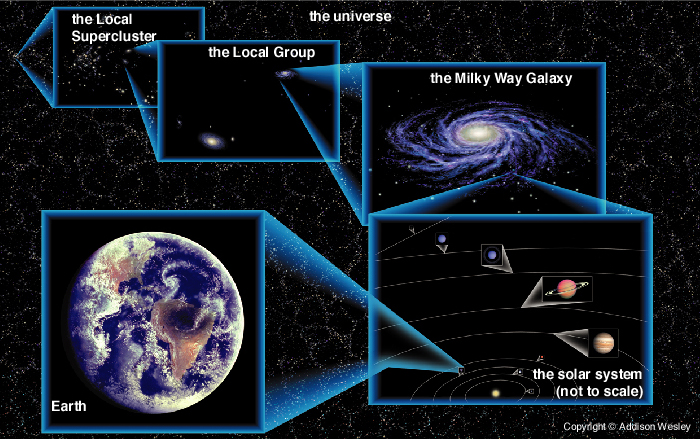 the universe
the Local
Supercluster
the Local Group
the Milky Way Galaxy
Earth
the solar system
(not to scale)
Copyright © Addison Wesley